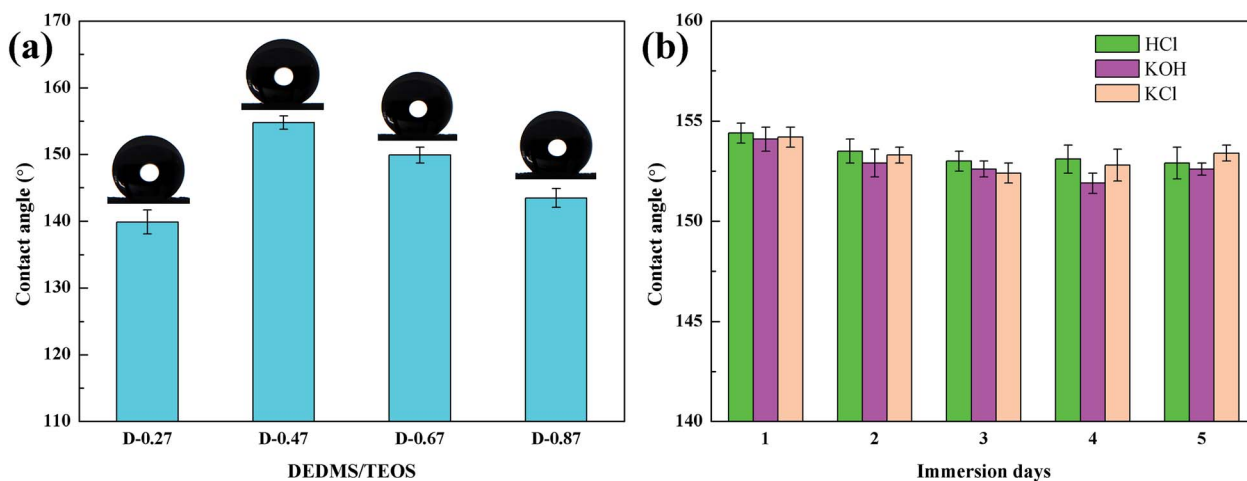 (a)
170
160
150
140
130
120
110
Contact angle (°)
D-0.27 D-0.47 D-0.67 D-0.87
DEDMS/TEOS
(b)
160
155
150
145
140
Contact angle (°)
HCl
KOH
KCl
1 2 3 4 5
Immersion days